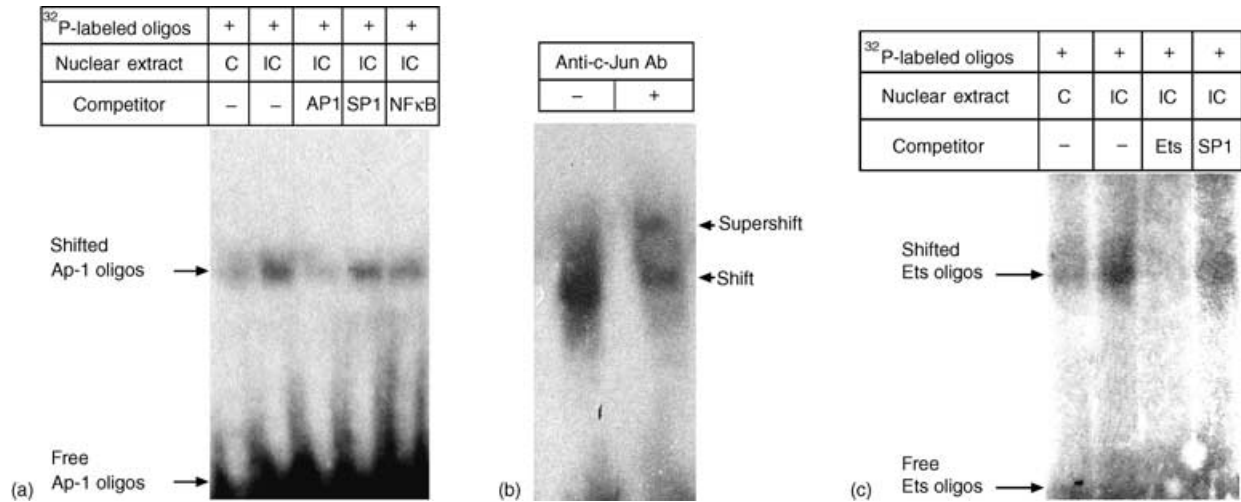 32P-labeled oligos + + + + +
Nuclear extract C IC IC IC IC
Competitor – – AP1 SP1 NFκB
Shifted
Ap-1 oligos
Free
Ap-1 oligos
(a)
Anti-c-Jun Ab
– +
Supershift
Shift
(b)
32P-labeled oligos + + + +
Nuclear extract C IC IC IC
Competitor – – Ets SP1
Shifted
Ets oligos
Free
Ets oligos
(c)